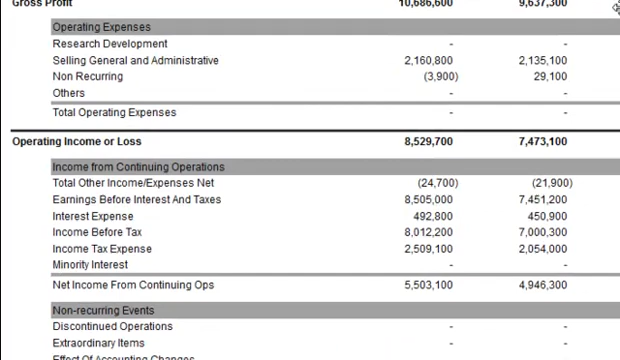 Gross Profit 10,686,600 9,637,300
Operating Expenses
Research Development - -
Selling General and Administrative 2,160,800 2,135,100
Non Recurring (3,900) 29,100
Others - -
Total Operating Expenses - -
Operating Income or Loss 8,529,700 7,473,100
Income from Continuing Operations
Total Other Income/Expenses Net (24,700) (21,900)
Earnings Before Interest And Taxes 8,505,000 7,451,200
Interest Expense 492,800 450,900
Income Before Tax 8,012,200 7,000,300
Income Tax Expense 2,509,100 2,054,000
Minority Interest - -
Net Income From Continuing Ops 5,503,100 4,946,300
Non-recurring Events
Discontinued Operations - -
Extraordinary Items - -
Effect Of Accounting Changes